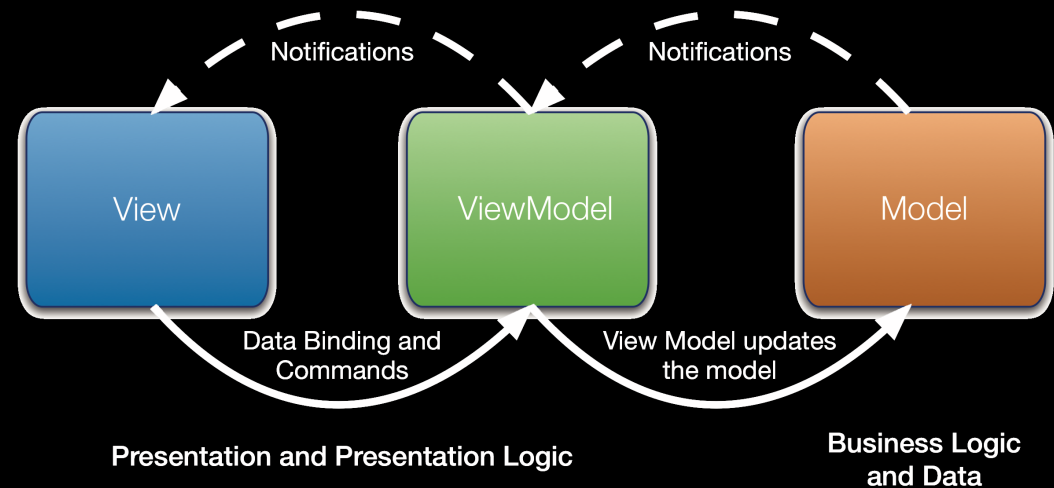 Notifications
Notifications
View
ViewModel
Model
Data Binding and
Commands
View Model updates
the model
Presentation and Presentation Logic
Business Logic
and Data